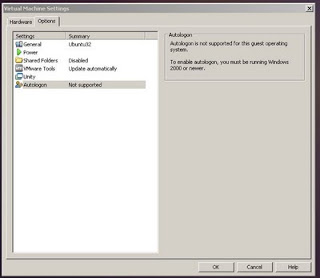 Virtual Machine Settings
Hardware Options
Settings Summary
General Ubuntu32
Power
Shared Folders Disabled
VMware Tools Update automatically
Unity
Autologon Not supported
Autologon
Autologon is not supported for this guest operating
system.
To enable autologon, you must be running Windows
2000 or newer.
OK Cancel Help